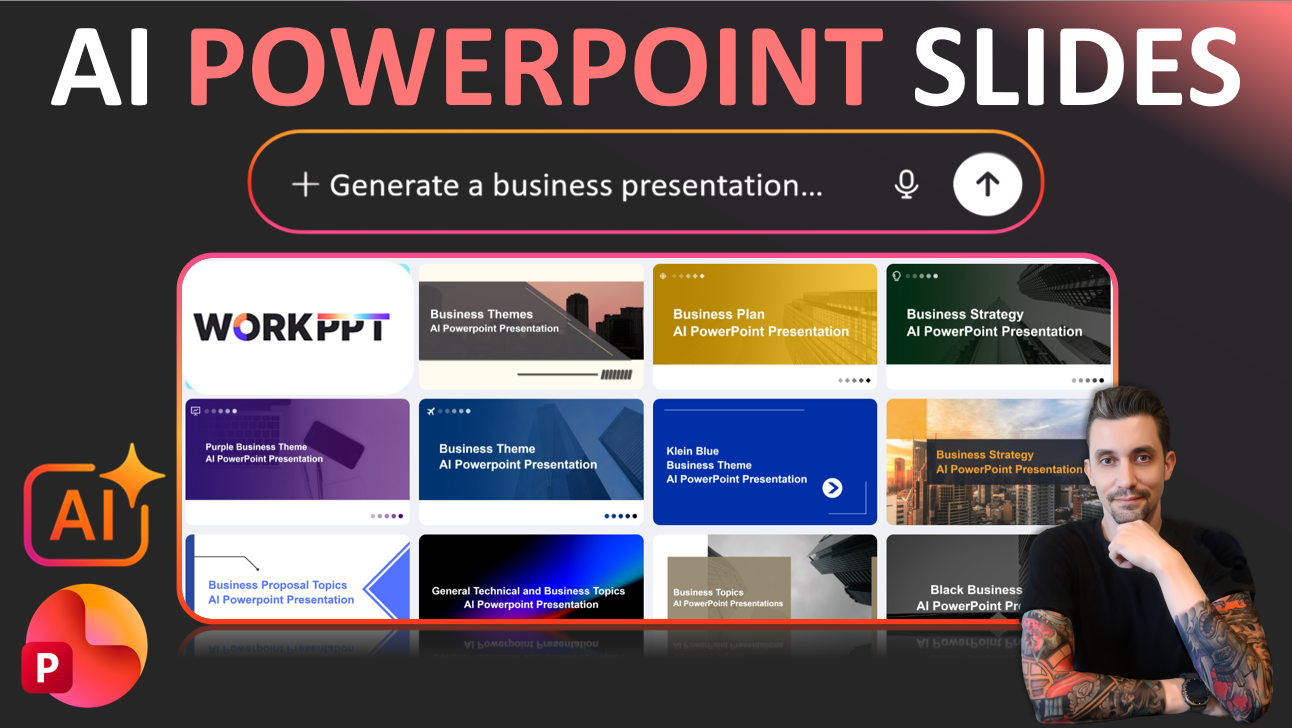 AI POWERPOINT SLIDES
Generate a business presentation...
WORKPPT
Business Themes
AI Powerpoint Presentation
Business Plan
AI PowerPoint Presentation
Business Strategy
AI PowerPoint Presentation
Purple Business Theme
AI PowerPoint Presentation
Business Theme
AI PowerPoint Presentation
Klein Blue
Business Theme
AI PowerPoint Presentation
Business Strategy
AI PowerPoint Presentation
AI
Business Proposal Topics
AI Powerpoint Presentation
General Technical and Business Topics
AI Powerpoint Presentation
Business Topics
AI PowerPoint Presentations
Black Business
AI PowerPoint Pr
P